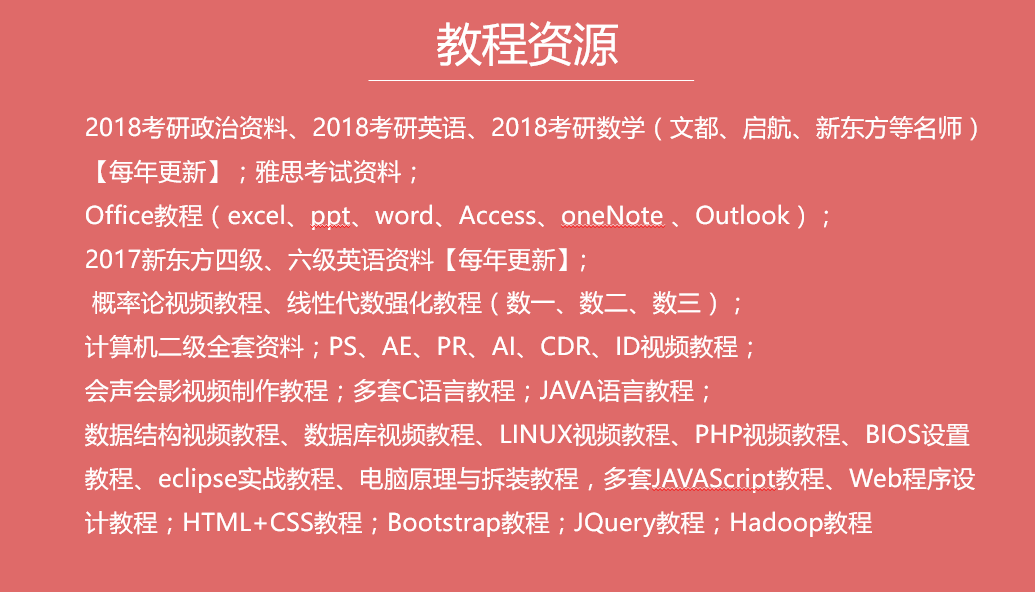 教程资源
2018考研政治资料、2018考研英语、2018考研数学（文都、启航、新东方等名师）
【每年更新】；雅思考试资料；
Office教程（excel、ppt、word、Access、oneNote 、Outlook）；
2017新东方四级、六级英语资料【每年更新】;
概率论视频教程、线性代数强化教程（数一、数二、数三）；
计算机二级全套资料；PS、AE、PR、AI、CDR、ID视频教程；
会声会影视频制作教程；多套C语言教程；JAVA语言教程；
数据结构视频教程、数据库视频教程、LINUX视频教程、PHP视频教程、BIOS设置
教程、eclipse实战教程、电脑原理与拆装教程，多套JAVAScript教程、Web程序设
计教程；HTML+CSS教程；Bootstrap教程；JQuery教程；Hadoop教程